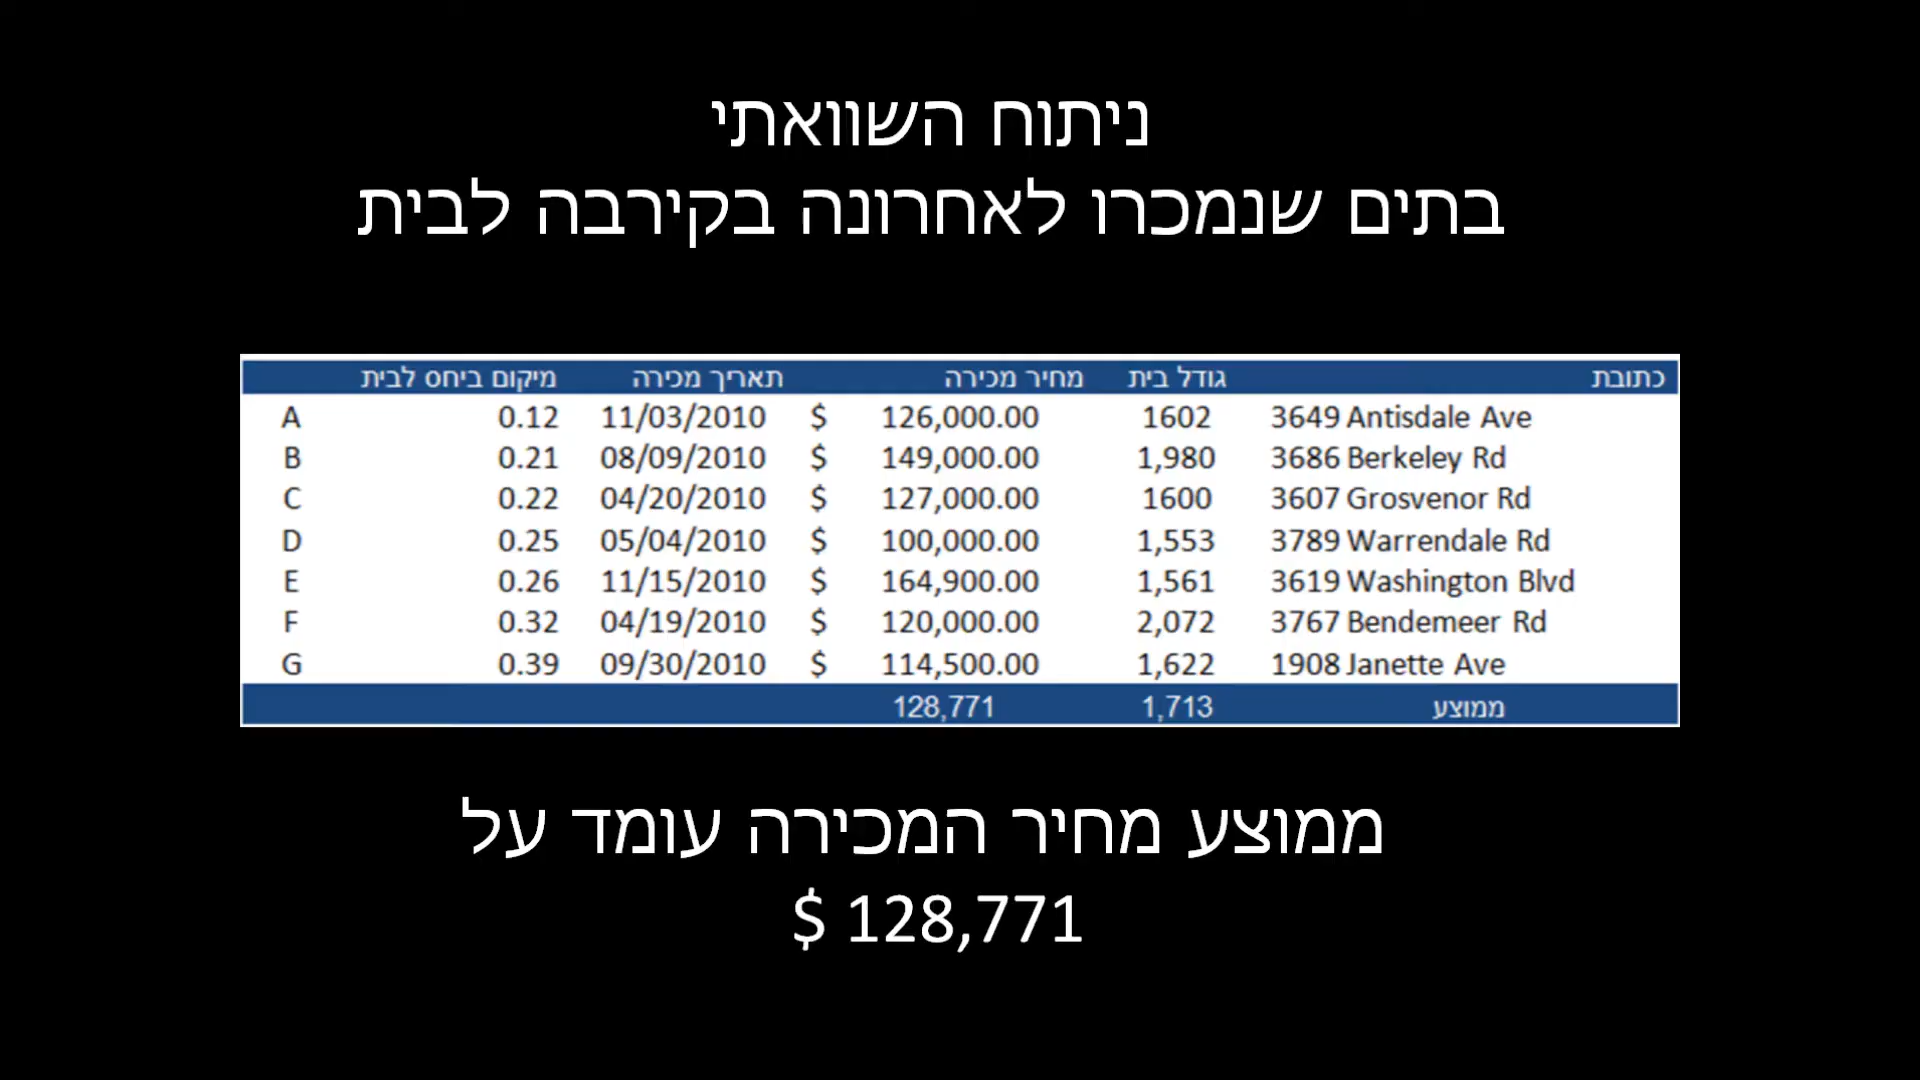 ניתוח השוואתי
בתים שנמכרו לאחרונה בקירבה לבית
כתובת גודל בית מחיר מכירה תאריך מכירה מיקום ביחס לבית
3649 Antisdale Ave 1602 $ 126,000.00 11/03/2010 0.12 A
3686 Berkeley Rd 1,980 $ 149,000.00 08/09/2010 0.21 B
3607 Grosvenor Rd 1600 $ 127,000.00 04/20/2010 0.22 C
3789 Warrendale Rd 1,553 $ 100,000.00 05/04/2010 0.25 D
3619 Washington Blvd 1,561 $ 164,900.00 11/15/2010 0.26 E
3767 Bendemeer Rd 2,072 $ 120,000.00 04/19/2010 0.32 F
1908 Janette Ave 1,622 $ 114,500.00 09/30/2010 0.39 G
ממוצע 1,713 128,771
ממוצע מחיר המכירה עומד על
$ 128,771